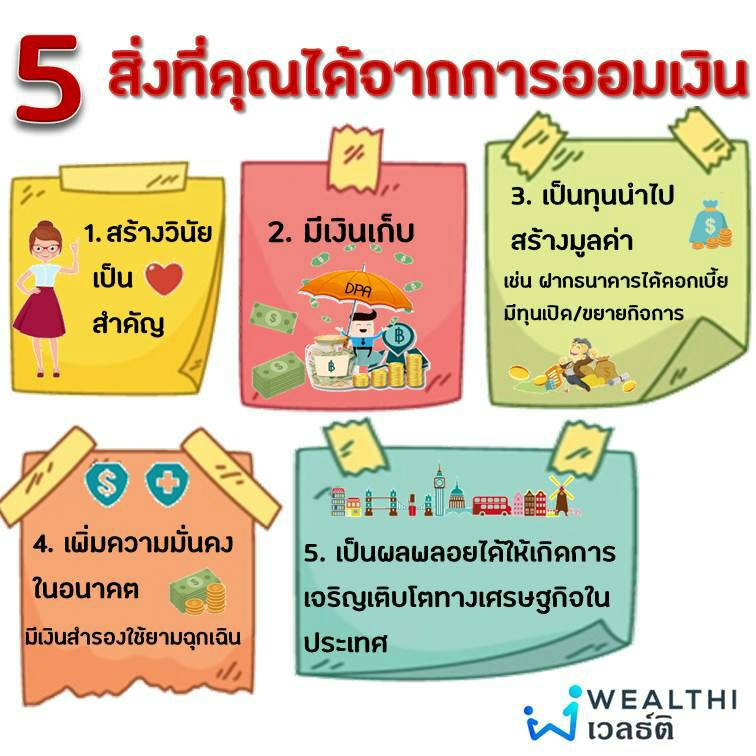 5 สิ่งที่คุณได้จากการออมเงิน
1. สร้างวินัย
เป็น
สำคัญ
2. มีเงินเก็บ
DPA
3. เป็นทุนนำไป
สร้างมูลค่า
เช่น ฝากธนาคารได้ดอกเบี้ย
มีทุนเปิด/ขยายกิจการ
4. เพิ่มความมั่นคง
ในอนาคต
มีเงินสำรองใช้ยามฉุกเฉิน
5. เป็นผลพลอยได้ให้เกิดการ
เจริญเติบโตทางเศรษฐกิจใน
ประเทศ
WEALTHI
เวลธ์ติ